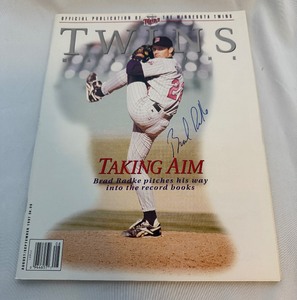 OFFICIAL PUBLICATION OF THE MINNESOTA TWINS
TWINS
TAKING AIM
Brad Radke pitches his way
into the record books
Brad Radke